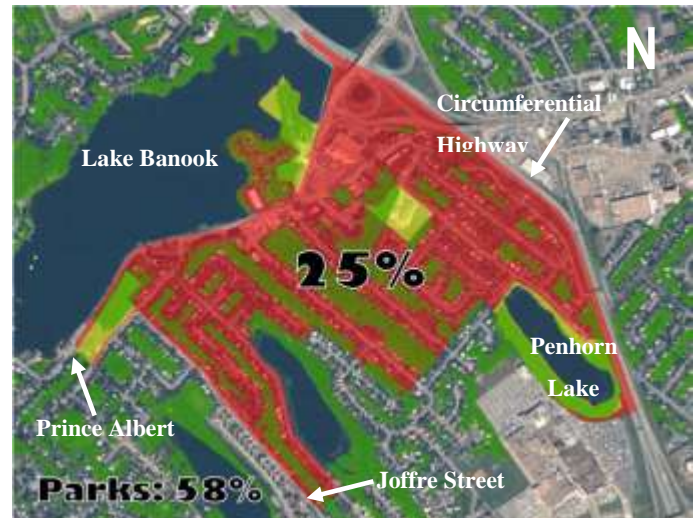 N
Circumferential
Highway
Lake Banook
25%
Penhorn
Lake
Prince Albert
Parks: 58%
Joffre Street